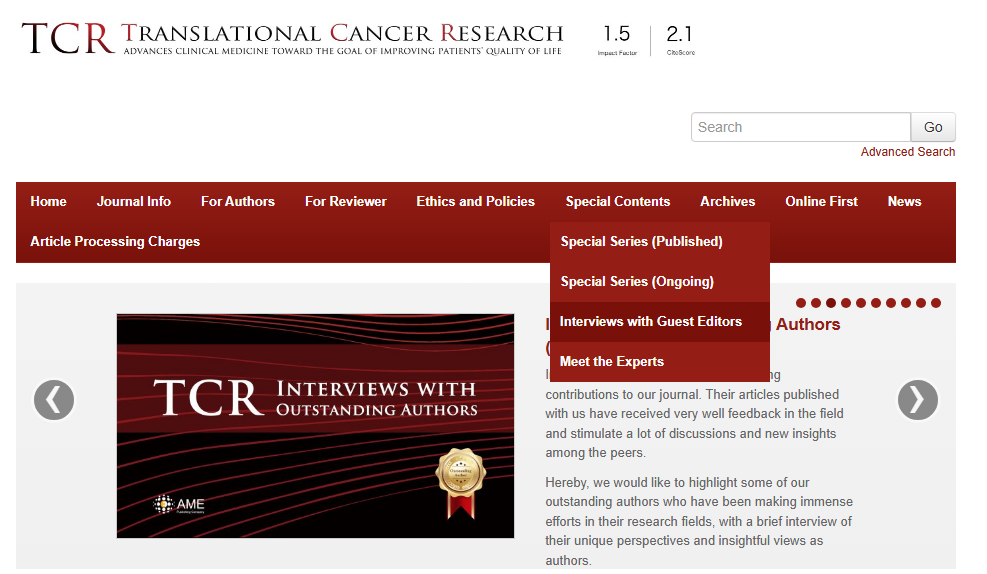 TCR TRANSLATIONAL CANCER RESEARCH
ADVANCES CLINICAL MEDICINE TOWARD THE GOAL OF IMPROVING PATIENTS' QUALITY OF LIFE
1.5
Impact Factor
2.1
CiteScore
Search
Go
Advanced Search
Home
Journal Info
For Authors
For Reviewer
Ethics and Policies
Special Contents
Archives
Online First
News
Article Processing Charges
Special Series (Published)
Special Series (Ongoing)
Interviews with Guest Editors
Meet the Experts
TCR INTERVIEWS WITH
OUTSTANDING AUTHORS
Outstanding
AME
Publishing Company
Authors
contributions to our journal. Their articles published
with us have received very well feedback in the field
and stimulate a lot of discussions and new insights
among the peers.
Hereby, we would like to highlight some of our
outstanding authors who have been making immense
efforts in their research fields, with a brief interview of
their unique perspectives and insightful views as
authors.